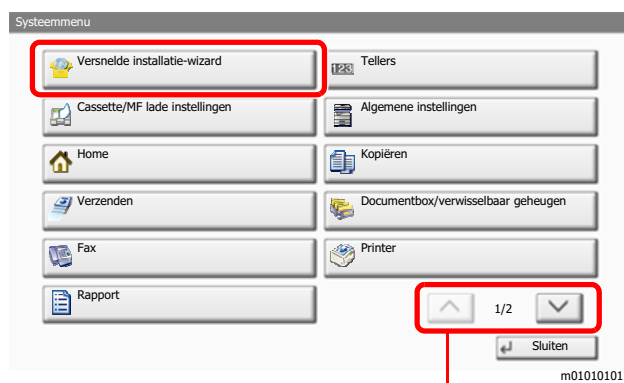 Systeemmenu
Versnelde installatie-wizard
123 Tellers
Cassette/MF lade instellingen
Algemene instellingen
Home
Kopiëren
Verzenden
Documentbox/verwisselbaar geheugen
Fax
Printer
Rapport
1/2
Sluiten
m01010101